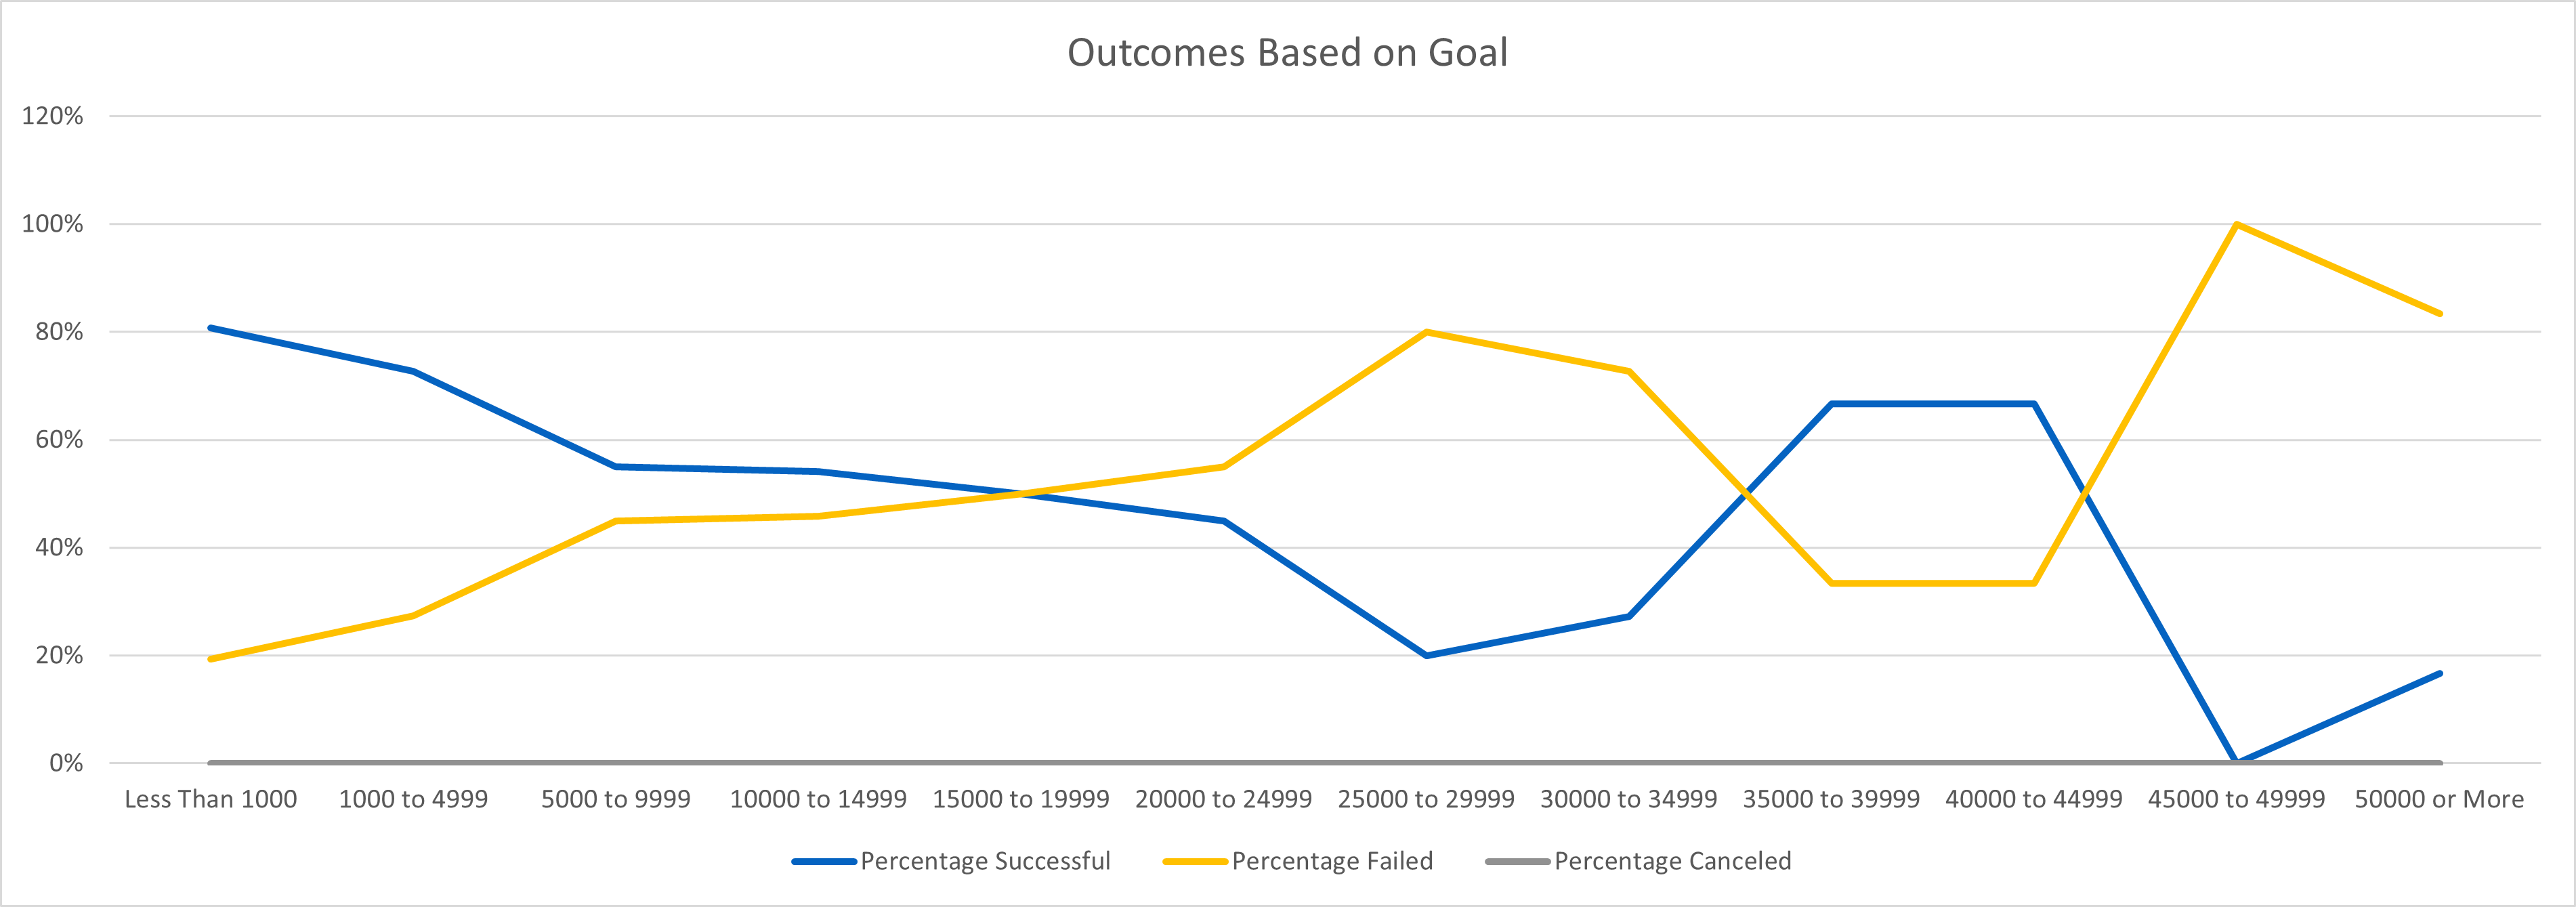 Outcomes Based on Goal
120%
100%
80%
60%
40%
20%
0%
Less Than 1000 1000 to 4999 5000 to 9999 10000 to 14999 15000 to 19999 20000 to 24999 25000 to 29999 30000 to 34999 35000 to 39999 40000 to 44999 45000 to 49999 50000 or More
Percentage Successful Percentage Failed Percentage Canceled